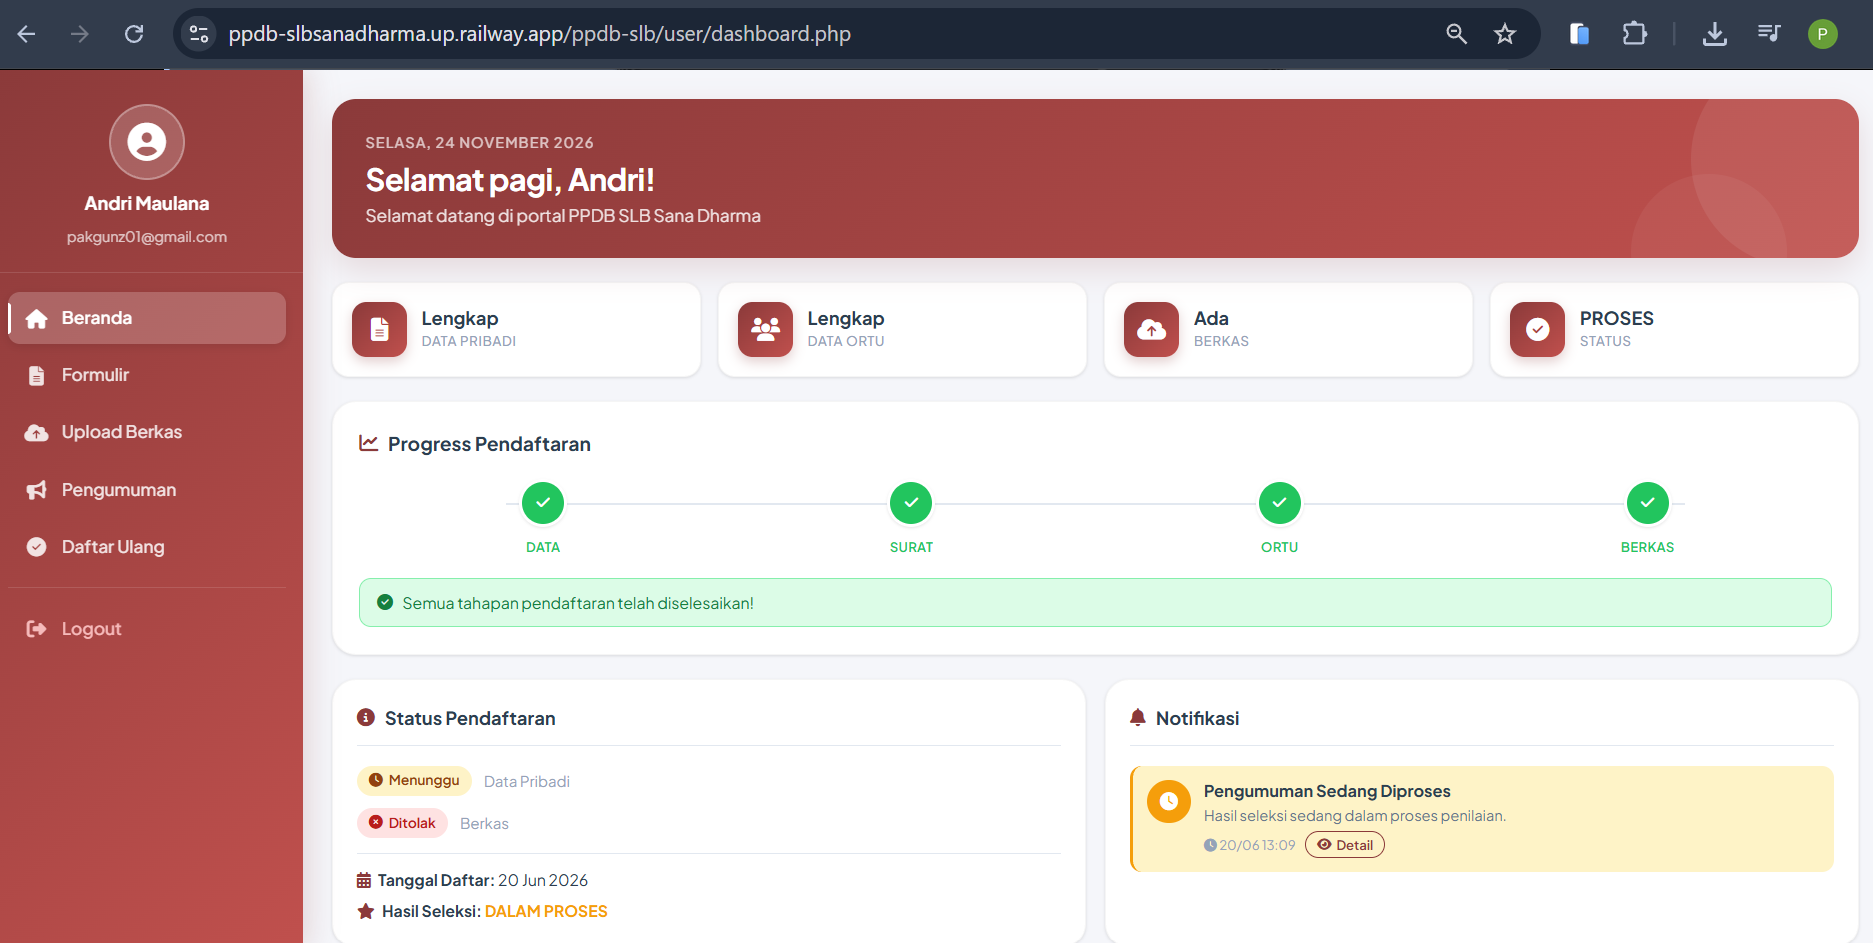 ppdb-slbsanadharma.up.railway.app/ppdb-slb/user/dashboard.php
P
Andri Maulana
pakgunz01@gmail.com
Beranda
Formulir
Upload Berkas
Pengumuman
Daftar Ulang
Logout
SELASA, 24 NOVEMBER 2026
Selamat pagi, Andri!
Selamat datang di portal PPDB SLB Sana Dharma
Lengkap
DATA PRIBADI
Lengkap
DATA ORTU
Ada
BERKAS
PROSES
STATUS
Progress Pendaftaran
DATA
SURAT
ORTU
BERKAS
Semua tahapan pendaftaran telah diselesaikan!
Status Pendaftaran
Menunggu Data Pribadi
Ditolak Berkas
Tanggal Daftar: 20 Jun 2026
Hasil Seleksi: DALAM PROSES
Notifikasi
Pengumuman Sedang Diproses
Hasil seleksi sedang dalam proses penilaian.
20/06 13:09 Detail